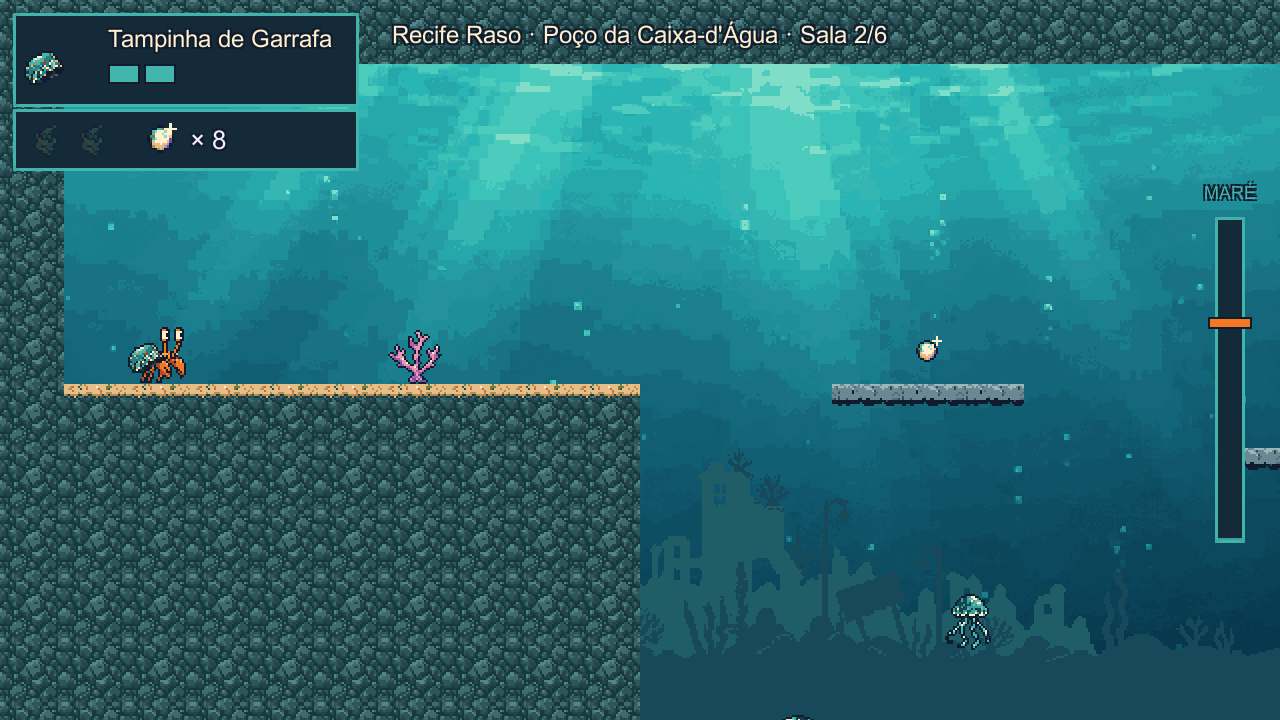 Tampinha de Garrafa
Recife Raso · Poço da Caixa-d'Água · Sala 2/6
× 8
MARÉ